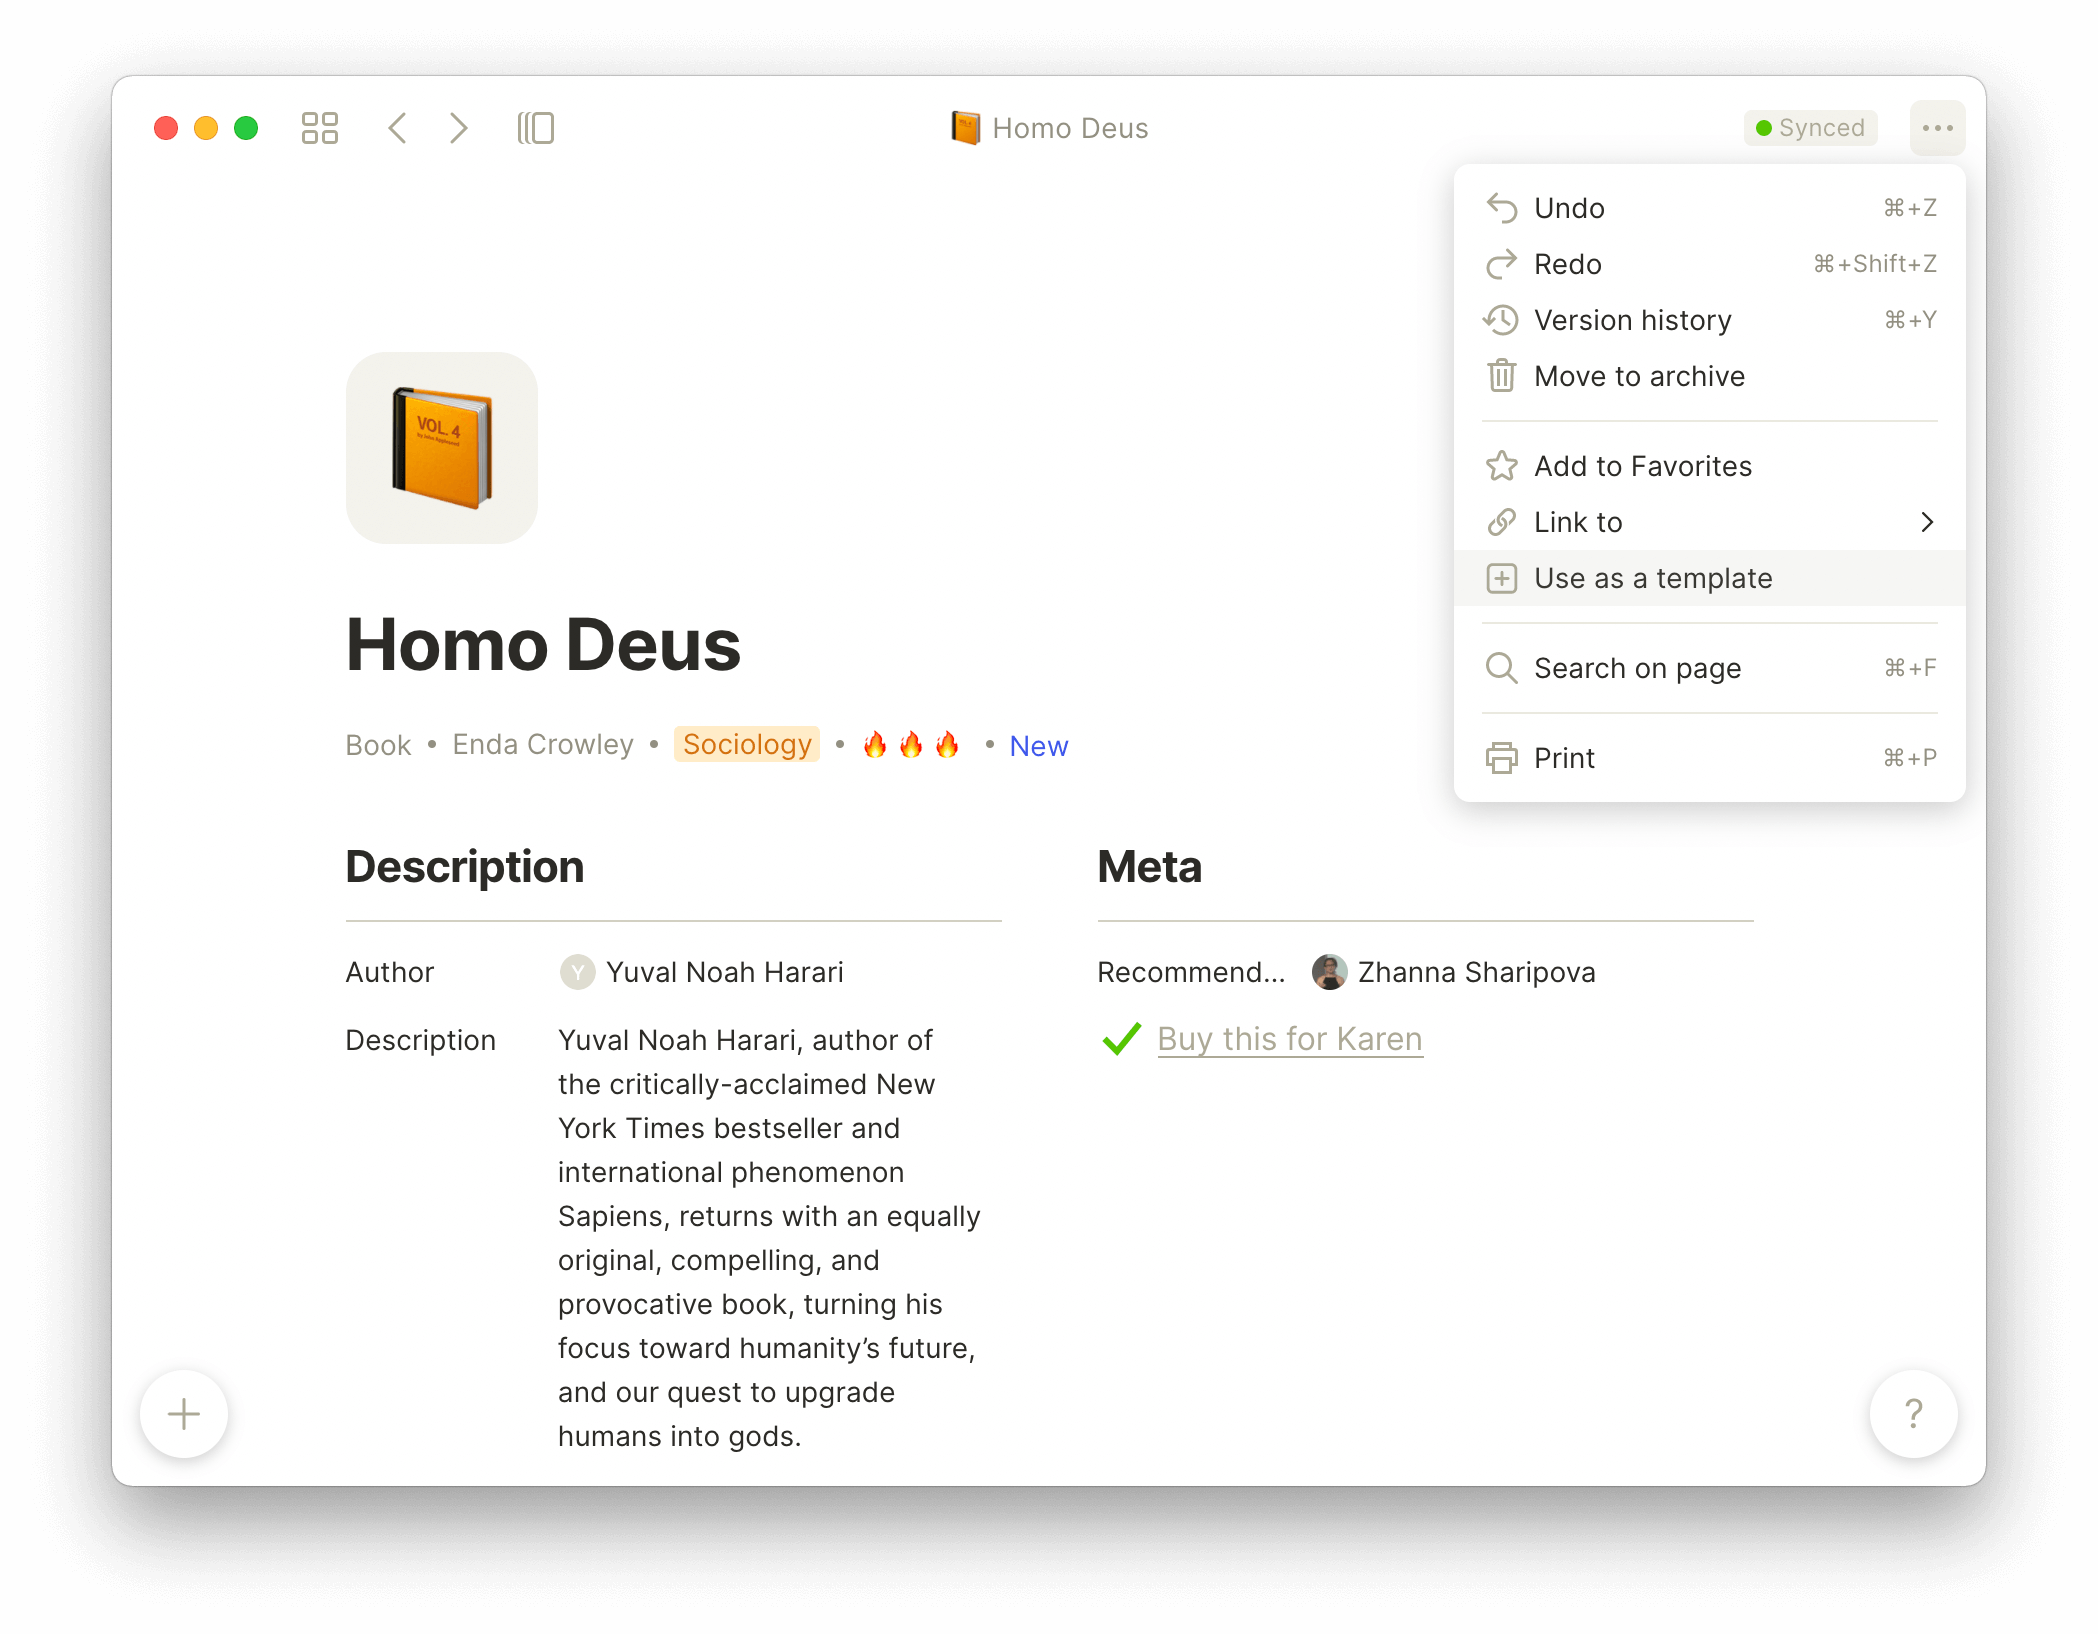 Homo Deus
Synced
Undo ⌘+Z
Redo ⌘+Shift+Z
Version history ⌘+Y
Move to archive
Add to Favorites
Link to
Use as a template
Search on page ⌘+F
Print ⌘+P
VOL. 4
Homo Deus
Book • Enda Crowley • Sociology • 🔥🔥🔥 • New
Description
Author
Y Yuval Noah Harari
Description
Yuval Noah Harari, author of
the critically-acclaimed New
York Times bestseller and
international phenomenon
Sapiens, returns with an equally
original, compelling, and
provocative book, turning his
focus toward humanity’s future,
and our quest to upgrade
humans into gods.
Meta
Recommend... Zhanna Sharipova
Buy this for Karen
?